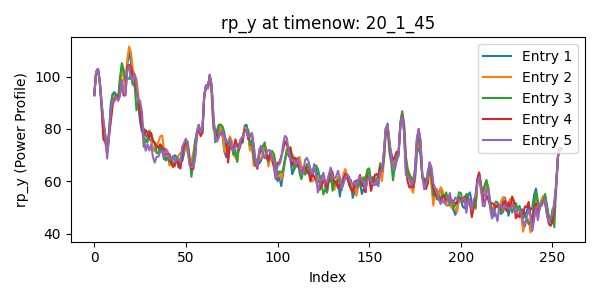 rp_y at timenow: 20_1_45
rp_y (Power Profile)
100
80
60
40
0
50
100
150
200
250
Index
Entry 1
Entry 2
Entry 3
Entry 4
Entry 5